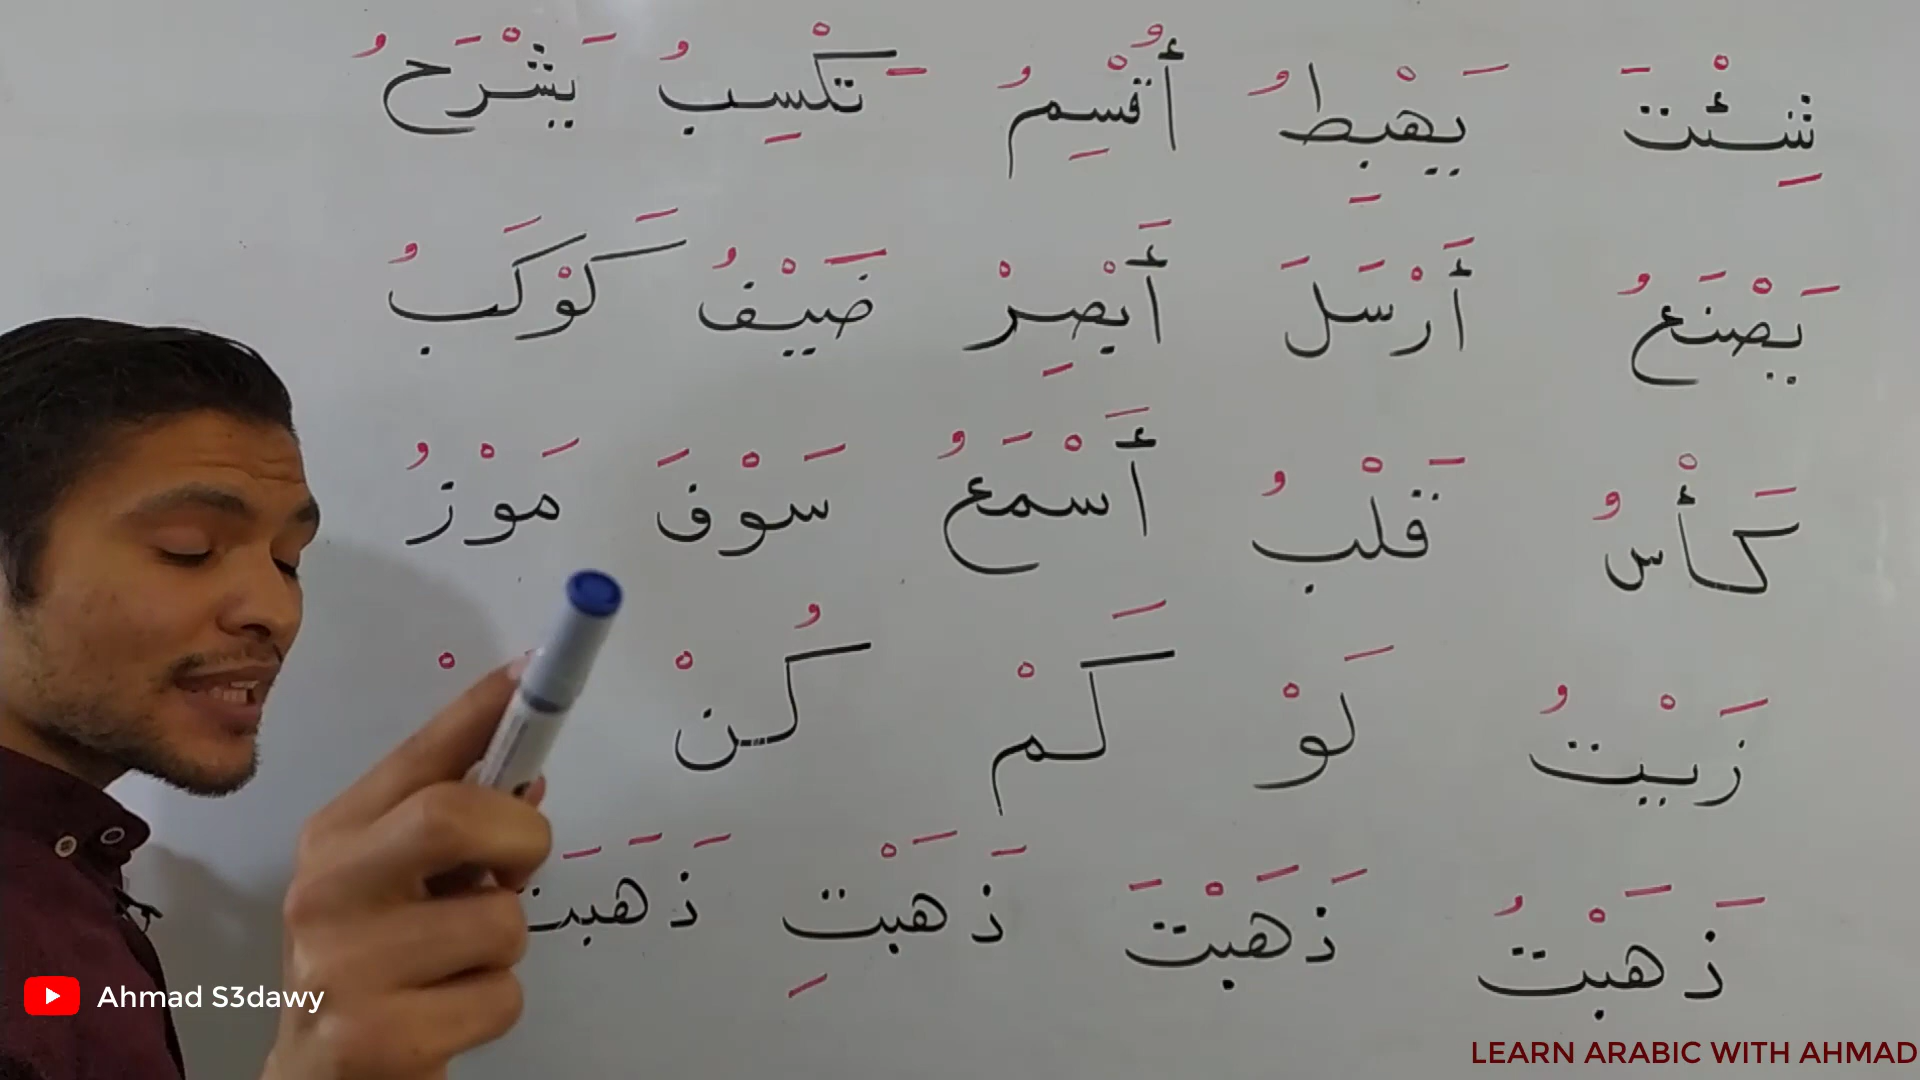 شِئْتَ يَهْبِطُ أُقْسِمُ تَكْسِبُ يَشْرَحُ
يَصْنَعُ أَرْسَلَ أَبْصِرْ ضَيْفُ كَوْكَبُ
كَأْسُ قَلْبُ أَسْمَعُ سَوْفَ مَوْزُ
زَيْتُ لَوْ كَمْ كُنْ
ذَهَبْتُ ذَهَبْتَ ذَهَبْتِ
Ahmad S3dawy
LEARN ARABIC WITH AHMAD